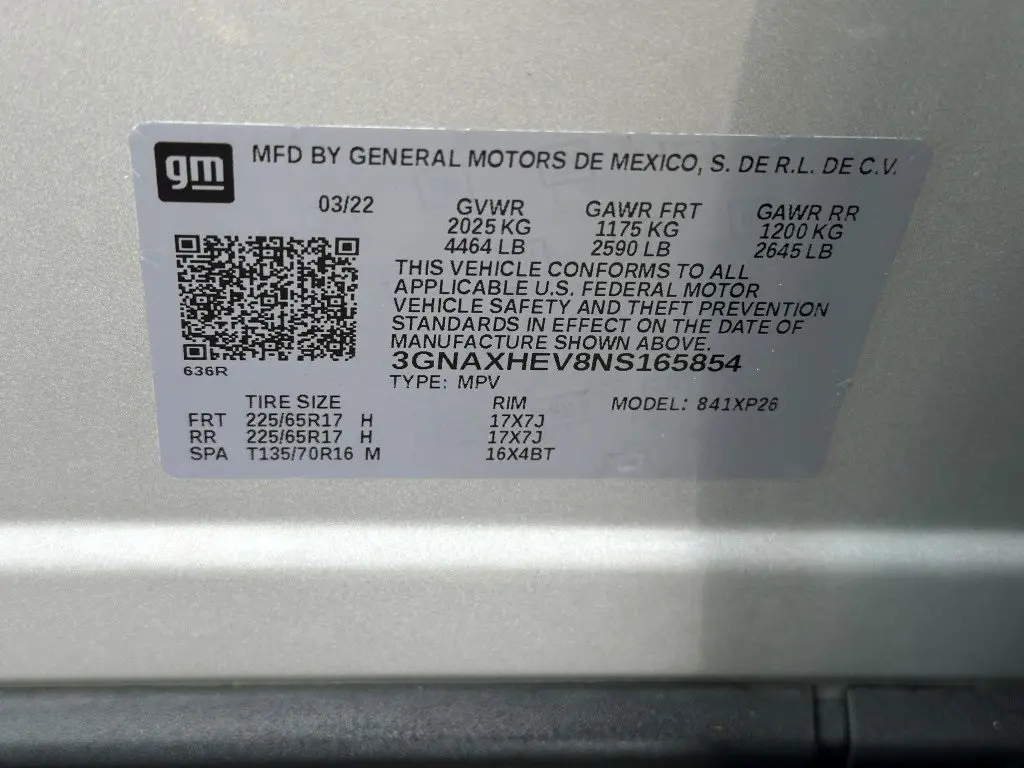 gm
MFD BY GENERAL MOTORS DE MEXICO, S. DE R.L. DE C.V.
03/22 GVWR GAWR FRT GAWR RR
2025 KG 1175 KG 1200 KG
4464 LB 2590 LB 2645 LB
THIS VEHICLE CONFORMS TO ALL
APPLICABLE U.S. FEDERAL MOTOR
VEHICLE SAFETY AND THEFT PREVENTION
STANDARDS IN EFFECT ON THE DATE OF
MANUFACTURE SHOWN ABOVE.
3GNAXHEV8NS165854
636R
TYPE: MPV
TIRE SIZE RIM MODEL: 841XP26
FRT 225/65R17 H 17X7J
RR 225/65R17 H 17X7J
SPA T135/70R16 M 16X4BT